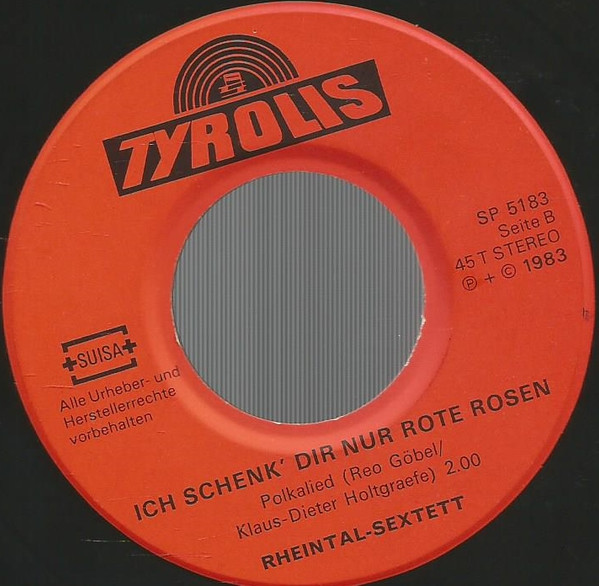 TYROLIS
SP 5183
Seite B
45 T STEREO
℗ + © 1983
SUISA
Alle Urheber- und
Herstellerrechte
vorbehalten
ICH SCHENK' DIR NUR ROTE ROSEN
Polkalied (Reo Göbel/
Klaus-Dieter Holtgraefe) 2.00
RHEINTAL-SEXTETT